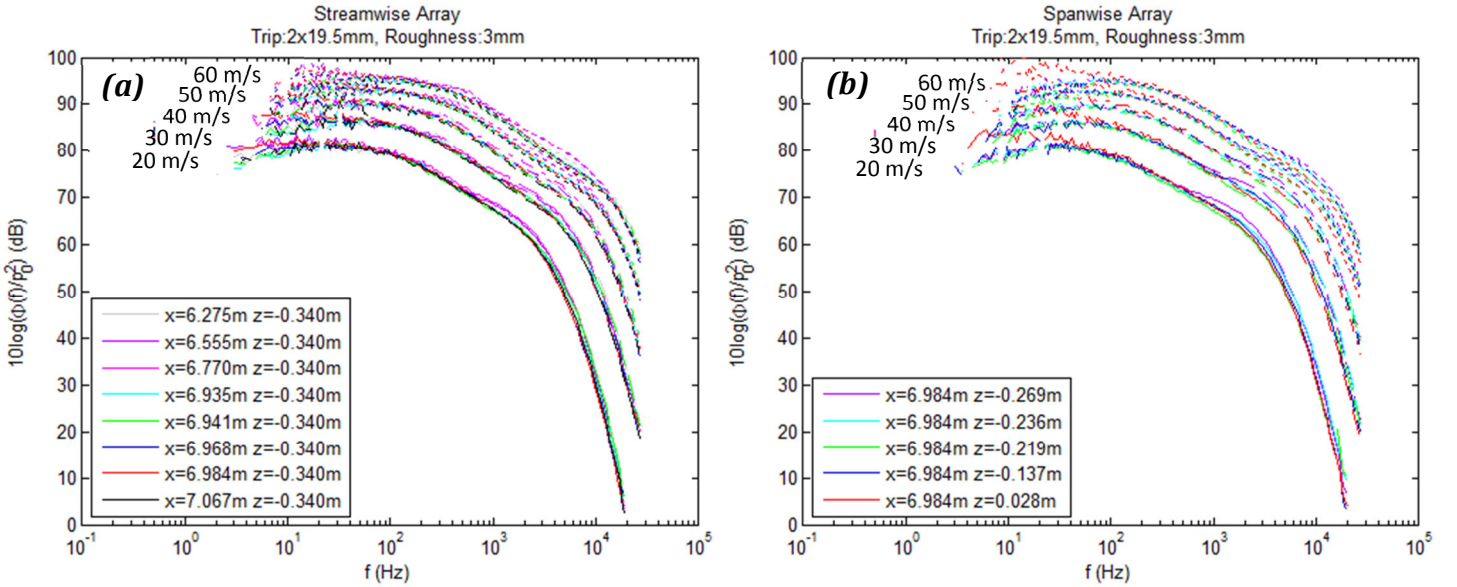 Streamwise Array
Trip:2x19.5mm, Roughness:3mm
(a)
60 m/s
50 m/s
40 m/s
30 m/s
20 m/s
100
90
80
70
60
50
40
30
20
10
0
10log(Φ(f)/p₀²) (dB)
x=6.275m z=-0.340m
x=6.555m z=-0.340m
x=6.770m z=-0.340m
x=6.935m z=-0.340m
x=6.941m z=-0.340m
x=6.968m z=-0.340m
x=6.984m z=-0.340m
x=7.067m z=-0.340m
10⁻¹ 10⁰ 10¹ 10² 10³ 10⁴ 10⁵
f (Hz)
Spanwise Array
Trip:2x19.5mm, Roughness:3mm
(b)
60 m/s
50 m/s
40 m/s
30 m/s
20 m/s
100
90
80
70
60
50
40
30
20
10
0
10log(Φ(f)/p₀²) (dB)
x=6.984m z=-0.269m
x=6.984m z=-0.236m
x=6.984m z=-0.219m
x=6.984m z=-0.137m
x=6.984m z=0.028m
10⁻¹ 10⁰ 10¹ 10² 10³ 10⁴ 10⁵
f (Hz)